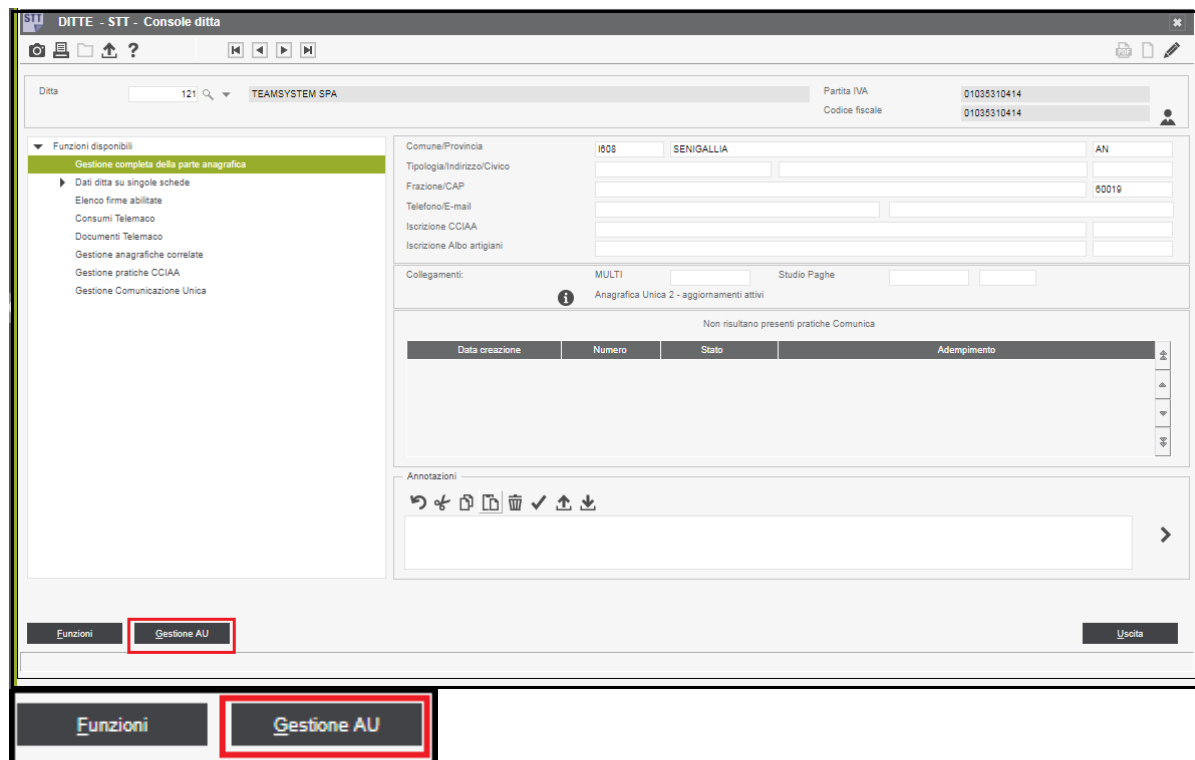 STT DITTE - STT - Console ditta
Ditta 121 TEAMSYSTEM SPA Partita IVA 01035310414
Codice fiscale 01035310414
Funzioni disponibili
Gestione completa della parte anagrafica
Dati ditta su singole schede
Elenco firme abilitate
Consumi Telemaco
Documenti Telemaco
Gestione anagrafiche correlate
Gestione pratiche CCIAA
Gestione Comunicazione Unica
Comune/Provincia I608 SENIGALLIA AN
Tipologia/Indirizzo/Civico
Frazione/CAP 60019
Telefono/E-mail
Iscrizione CCIAA
Iscrizione Albo artigiani
Collegamenti: MULTI Studio Paghe
Anagrafica Unica 2 - aggiornamenti attivi
Non risultano presenti pratiche Comunica
Data creazione Numero Stato Adempimento
Annotazioni
Funzioni Gestione AU Uscita
Funzioni Gestione AU